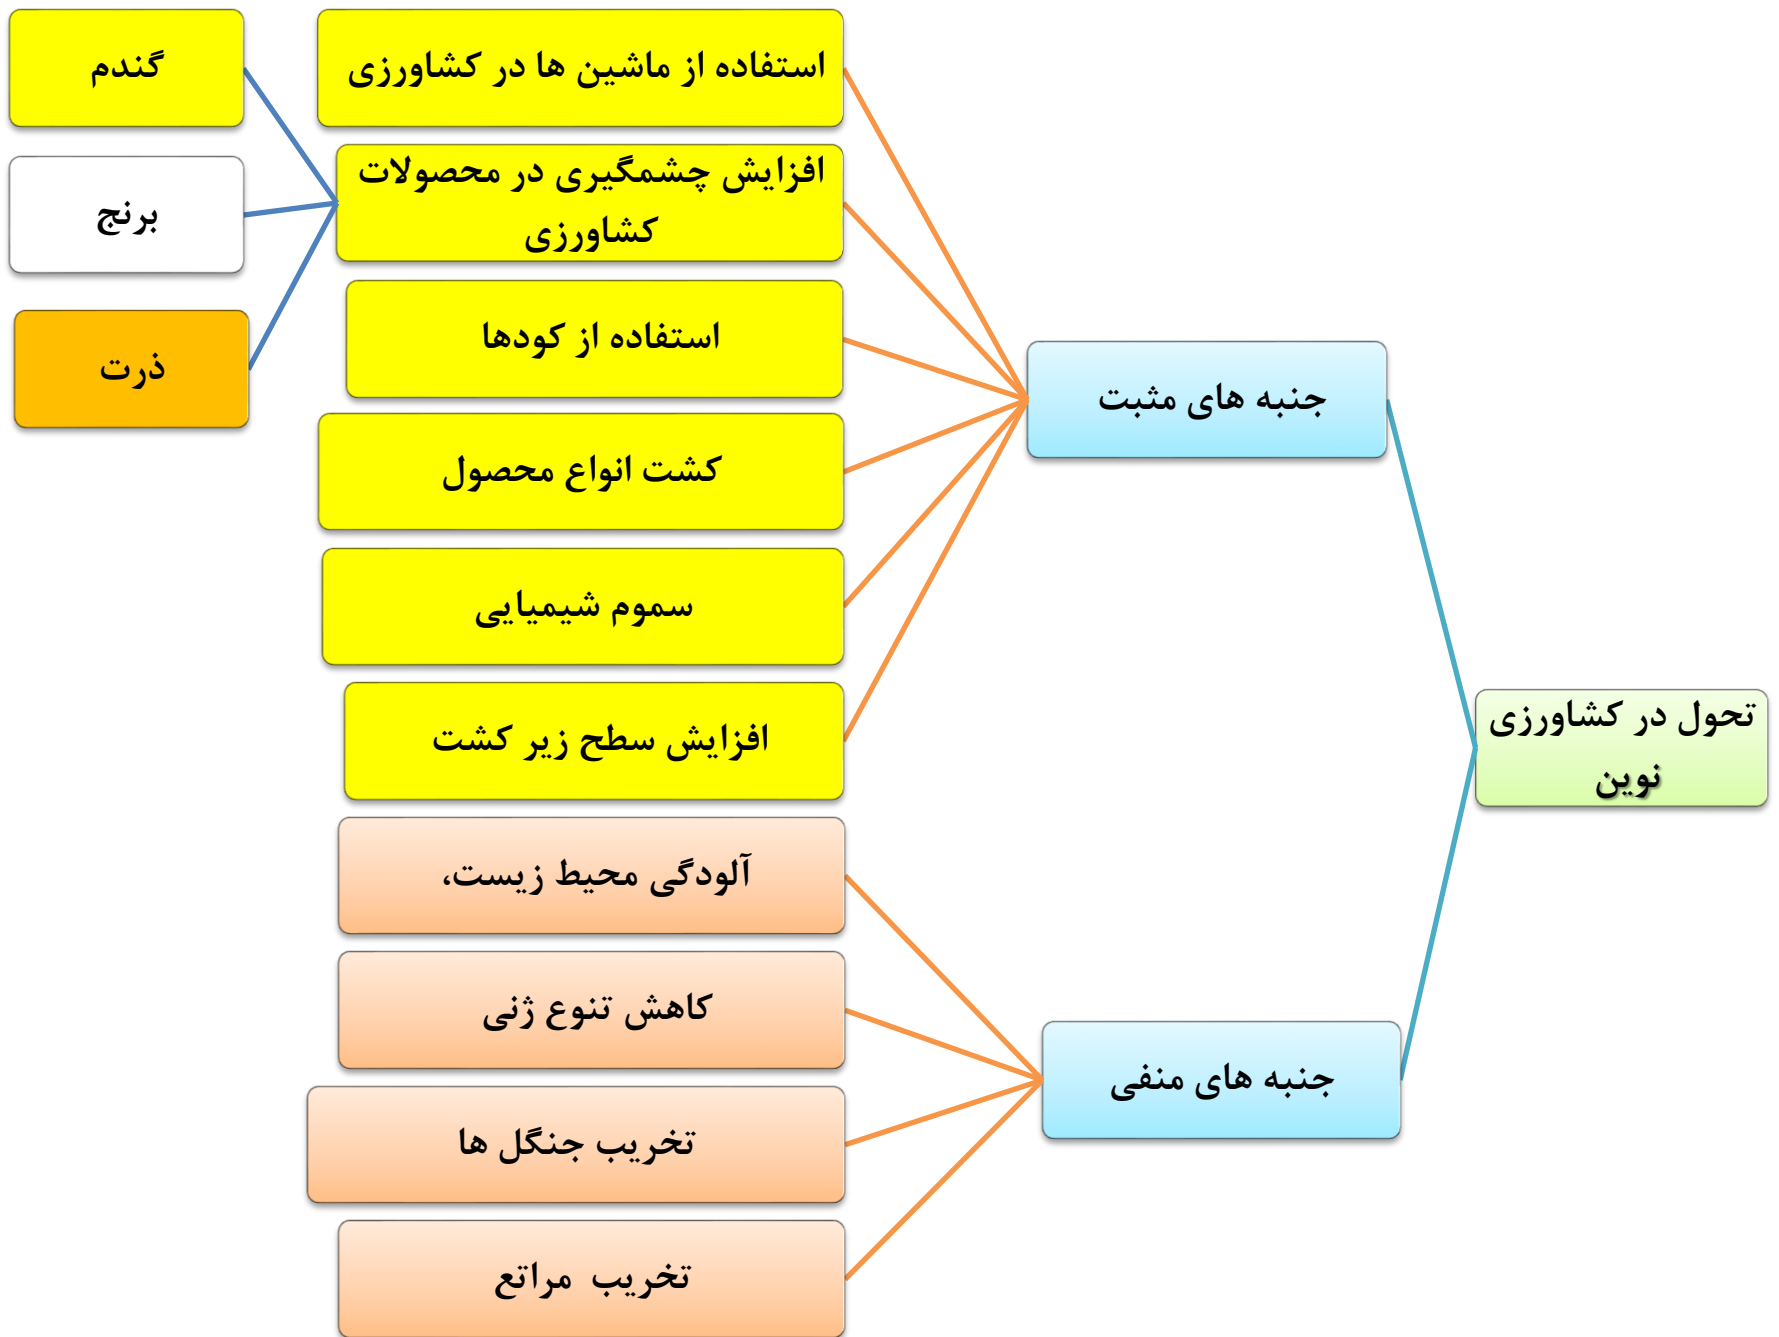 تحول در کشاورزی
نوین
جنبه های مثبت
استفاده از ماشین ها در کشاورزی
افزایش چشمگیری در محصولات
کشاورزی
گندم
برنج
ذرت
استفاده از کودها
کشت انواع محصول
سموم شیمیایی
افزایش سطح زیر کشت
جنبه های منفی
آلودگی محیط زیست،
کاهش تنوع ژنی
تخریب جنگل ها
تخریب مراتع